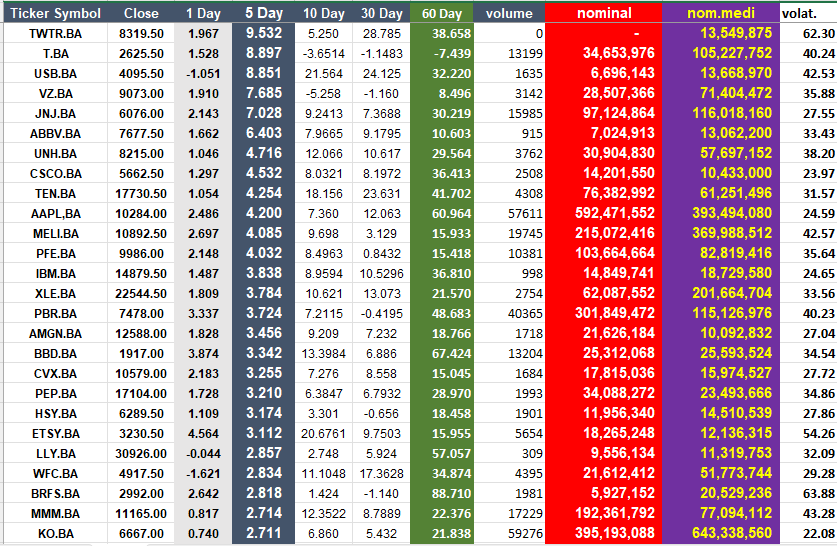 Ticker Symbol Close 1 Day 5 Day 10 Day 30 Day 60 Day volume nominal nom.medi volat.
TWTR.BA 8319.50 1.967 9.532 5.250 28.785 38.658 0 - 13,549,875 62.30
T.BA 2625.50 1.528 8.897 -3.6514 -1.1483 -7.439 13199 34,653,976 105,227,752 40.24
USB.BA 4095.50 -1.051 8.851 21.564 24.125 32.220 1635 6,696,143 13,668,970 42.53
VZ.BA 9073.00 1.910 7.685 -5.258 -1.160 8.496 3142 28,507,366 71,404,472 35.88
JNJ.BA 6076.00 2.143 7.028 9.2413 7.3688 30.219 15985 97,124,864 116,018,160 27.55
ABBV.BA 7677.50 1.662 6.403 7.9665 9.1795 10.603 915 7,024,913 13,062,200 33.43
UNH.BA 8215.00 1.046 4.716 12.066 10.617 29.564 3762 30,904,830 57,697,152 38.20
CSCO.BA 5662.50 1.297 4.532 8.0321 8.1972 36.413 2508 14,201,550 10,433,000 23.97
TEN.BA 17730.50 1.054 4.254 18.156 23.631 41.702 4308 76,382,992 61,251,496 31.57
AAPL,BA 10284.00 2.486 4.200 7.360 12.063 60.964 57611 592,471,552 393,494,080 24.59
MELI.BA 10892.50 2.697 4.085 9.698 3.129 15.933 19745 215,072,416 369,988,512 42.57
PFE.BA 9986.00 2.148 4.032 8.4963 0.8432 15.418 10381 103,664,664 82,819,416 35.64
IBM.BA 14879.50 1.487 3.838 8.9594 10.5296 36.810 998 14,849,741 18,729,580 24.65
XLE.BA 22544.50 1.809 3.784 10.621 13.073 21.570 2754 62,087,552 201,664,704 33.56
PBR.BA 7478.00 3.337 3.724 7.2115 -0.4195 48.683 40365 301,849,472 115,126,976 40.23
AMGN.BA 12588.00 1.828 3.456 9.209 7.232 18.766 1718 21,626,184 10,092,832 27.04
BBD.BA 1917.00 3.874 3.342 13.3984 6.886 67.424 13204 25,312,068 25,593,524 34.54
CVX.BA 10579.00 2.183 3.255 7.276 8.558 15.045 1684 17,815,036 15,974,527 27.72
PEP.BA 17104.00 1.728 3.210 6.3847 6.7932 28.970 1993 34,088,272 23,493,666 34.86
HSY.BA 6289.50 1.109 3.174 3.301 -0.656 18.458 1901 11,956,340 14,510,539 27.86
ETSY.BA 3230.50 4.564 3.112 20.6761 9.7503 15.955 5654 18,265,248 12,136,315 54.26
LLY.BA 30926.00 -0.044 2.857 2.748 5.924 57.057 309 9,556,134 11,319,753 32.09
WFC.BA 4917.50 -1.621 2.834 11.1048 17.3628 34.874 4395 21,612,412 51,773,744 29.28
BRFS.BA 2992.00 2.642 2.818 1.424 -1.140 88.710 1981 5,927,152 20,529,236 63.88
MMM.BA 11165.00 0.817 2.714 12.3522 8.7889 22.376 17229 192,361,792 77,094,112 43.28
KO.BA 6667.00 0.740 2.711 6.860 5.432 21.838 59276 395,193,088 643,338,560 22.08